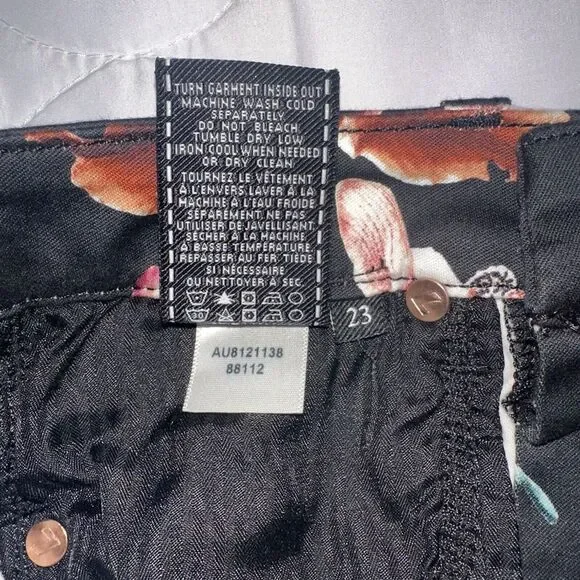 TURN GARMENT INSIDE OUT
MACHINE WASH COLD
SEPARATELY
DO NOT BLEACH
TUMBLE DRY LOW
IRON COOL WHEN NEEDED
OR DRY CLEAN
TOURNEZ LE VÊTEMENT
À L'ENVERS. LAVER À LA
MACHINE À L'EAU FROIDE
SÉPARÉMENT. NE PAS
UTILISER DE JAVELLISANT.
SÉCHER À LA MACHINE
À BASSE TEMPÉRATURE.
REPASSER AU FER TIÈDE
SI NÉCESSAIRE
OU NETTOYER À SEC.
23
AU8121138
88112